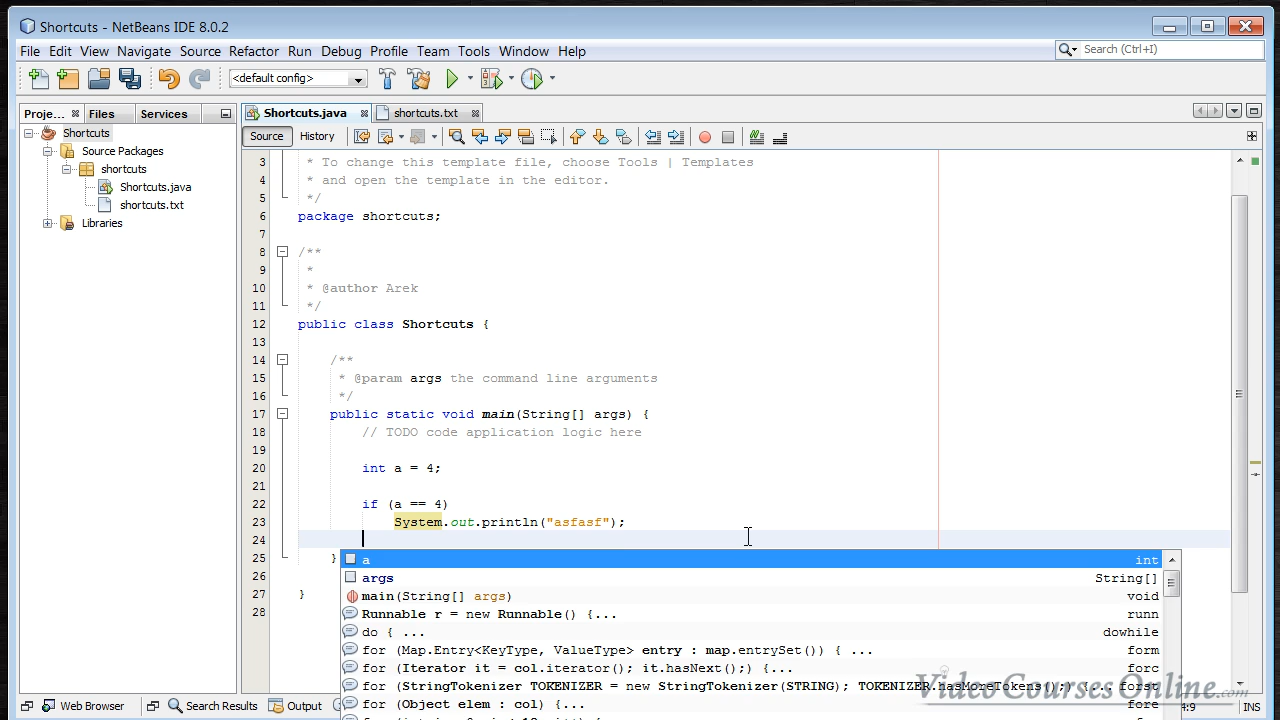 Shortcuts - NetBeans IDE 8.0.2
File Edit View Navigate Source Refactor Run Debug Profile Team Tools Window Help
Search (Ctrl+I)
<default config>
Proje... Files Services
Shortcuts.java shortcuts.txt
Source History
Shortcuts
Source Packages
shortcuts
Shortcuts.java
shortcuts.txt
Libraries
3 * To change this template file, choose Tools | Templates
4 * and open the template in the editor.
5 */
6 package shortcuts;
7
8 /**
9 *
10 * @author Arek
11 */
12 public class Shortcuts {
13
14 /**
15 * @param args the command line arguments
16 */
17 public static void main(String[] args) {
18 // TODO code application logic here
19
20 int a = 4;
21
22 if (a == 4)
23 System.out.println("asfasf");
24
25 }
26
27 }
28
a int
args String[]
main(String[] args) void
Runnable r = new Runnable() {... runn
do { ... dowhile
for (Map.Entry<KeyType, ValueType> entry : map.entrySet()) { ... form
for (Iterator it = col.iterator(); it.hasNext();) {... forc
for (StringTokenizer TOKENIZER = new StringTokenizer(STRING); TOKENIZER.hasMoreTokens();) {... forst
for (Object elem : col) { fore
VideoCoursesOnline.com
Web Browser Search Results Output
4:9 INS